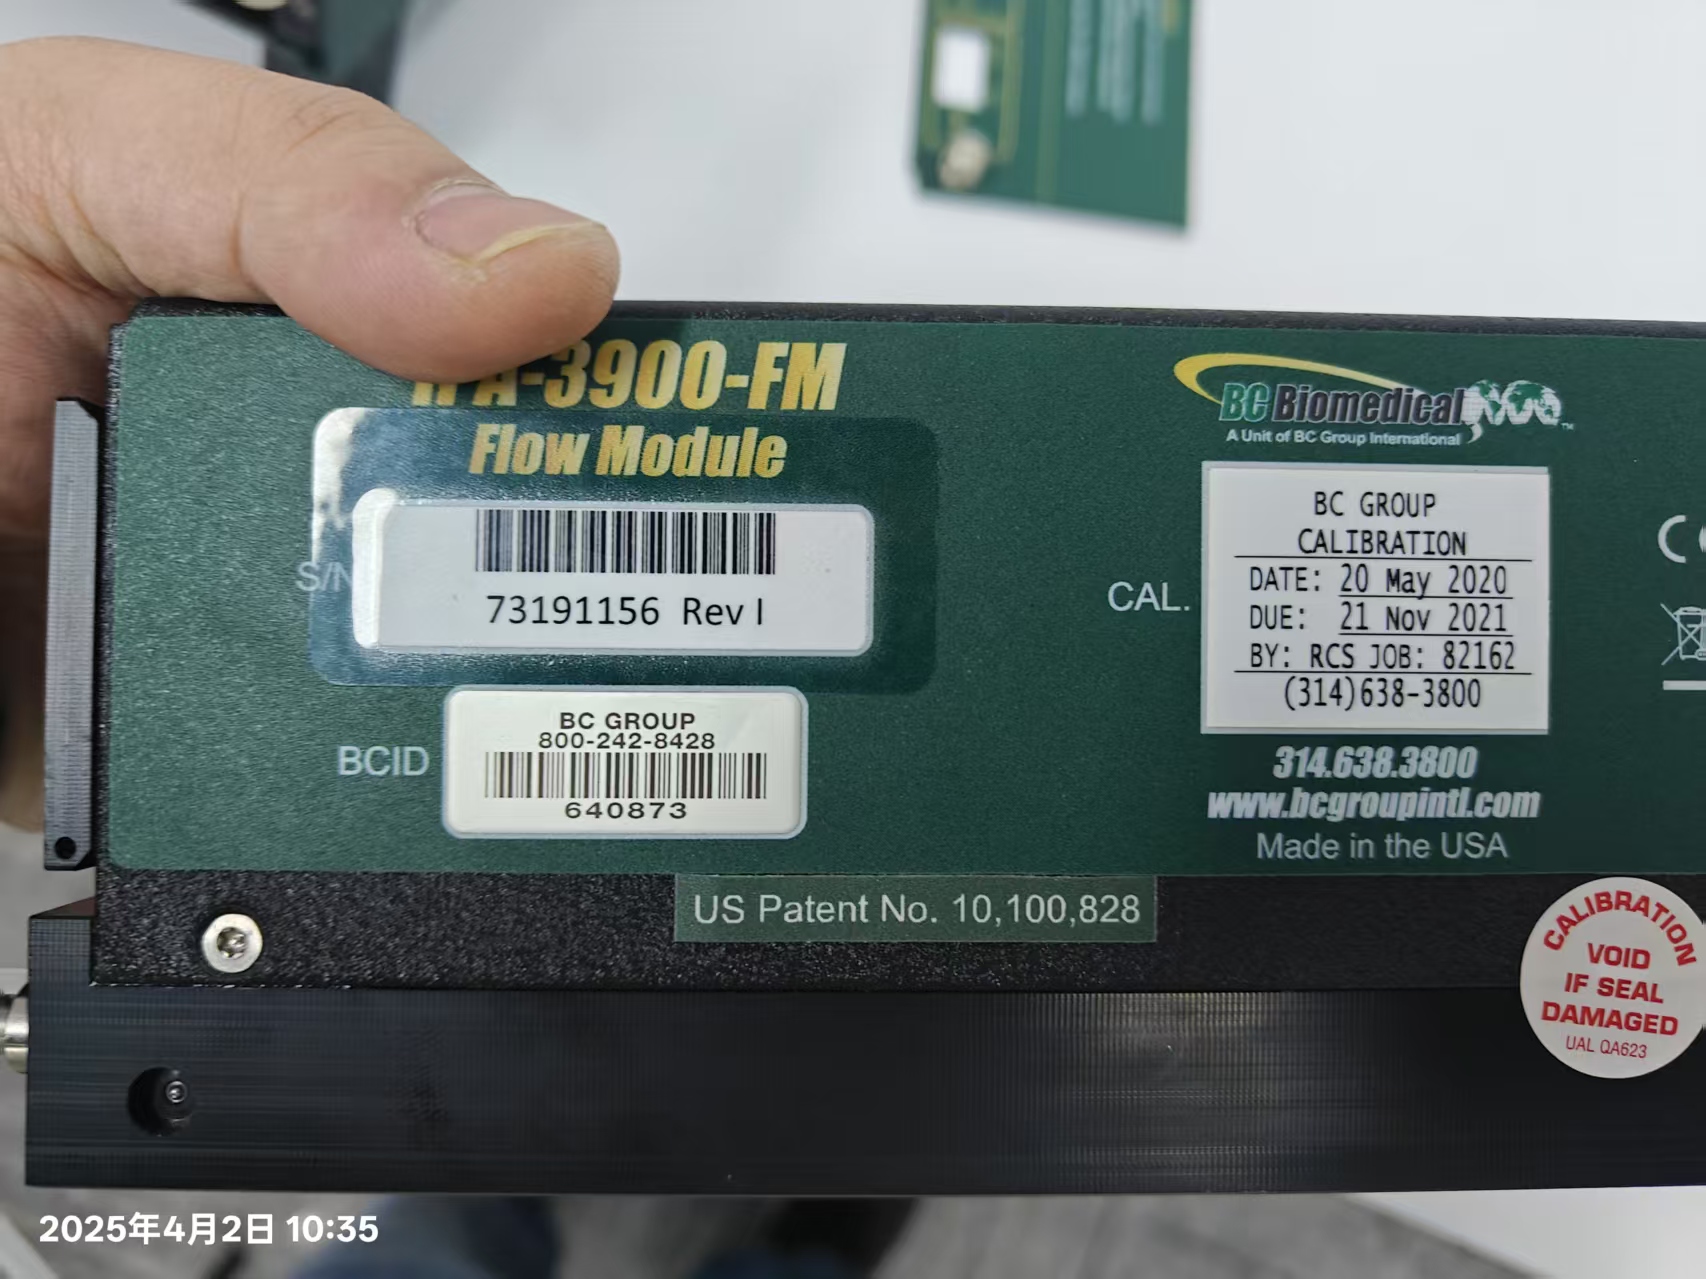 -3900-FM
Flow Module
S/N
73191156 Rev I
BCID
BC GROUP
800-242-8428
640873
BC Biomedical
A Unit of BC Group International
TM
CAL.
BC GROUP
CALIBRATION
DATE: 20 May 2020
DUE: 21 Nov 2021
BY: RCS JOB: 82162
(314)638-3800
314.638.3800
www.bcgroupintl.com
Made in the USA
US Patent No. 10,100,828
CALIBRATION
VOID
IF SEAL
DAMAGED
UAL QA623
2025年4月2日 10:35